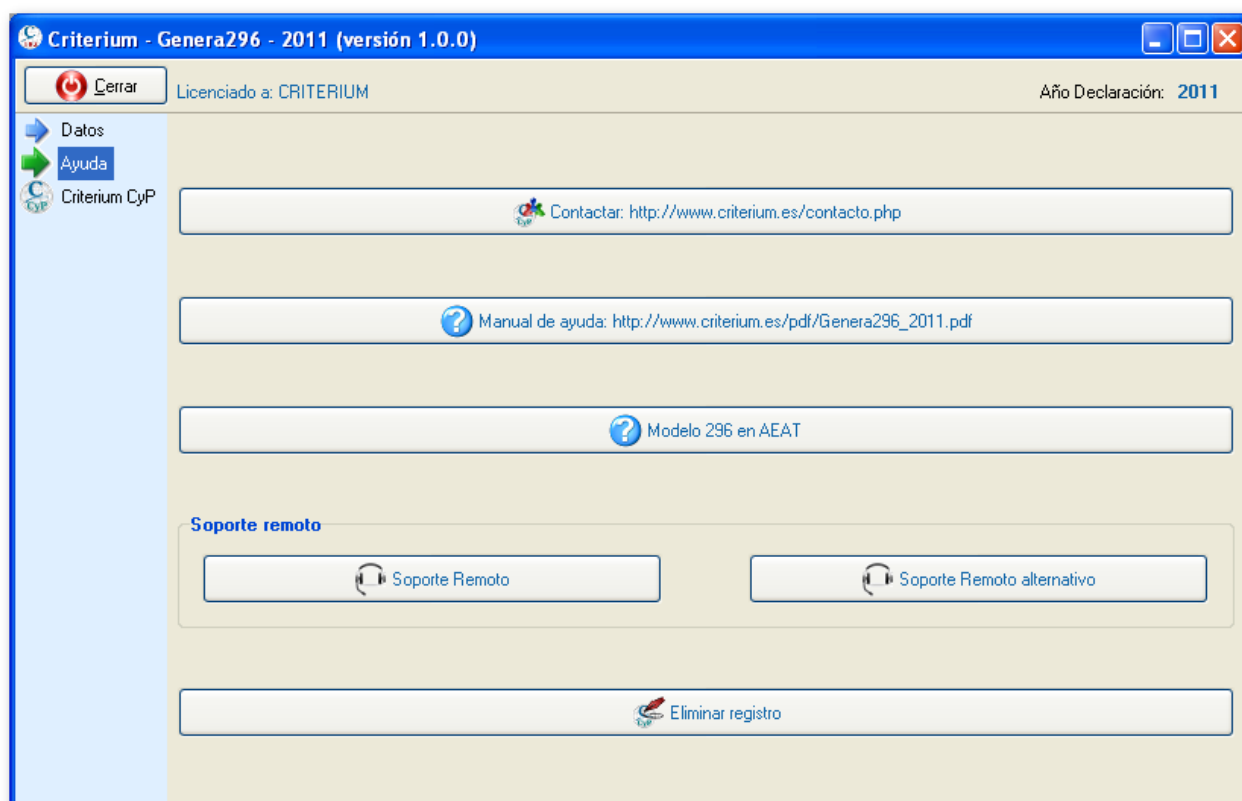 Criterium - Genera296 - 2011 (versión 1.0.0)
Cerrar
Licenciado a: CRITERIUM
Año Declaración: 2011
Datos
Ayuda
Criterium CyP
Contactar: http://www.criterium.es/contacto.php
Manual de ayuda: http://www.criterium.es/pdf/Genera296_2011.pdf
Modelo 296 en AEAT
Soporte remoto
Soporte Remoto
Soporte Remoto alternativo
Eliminar registro